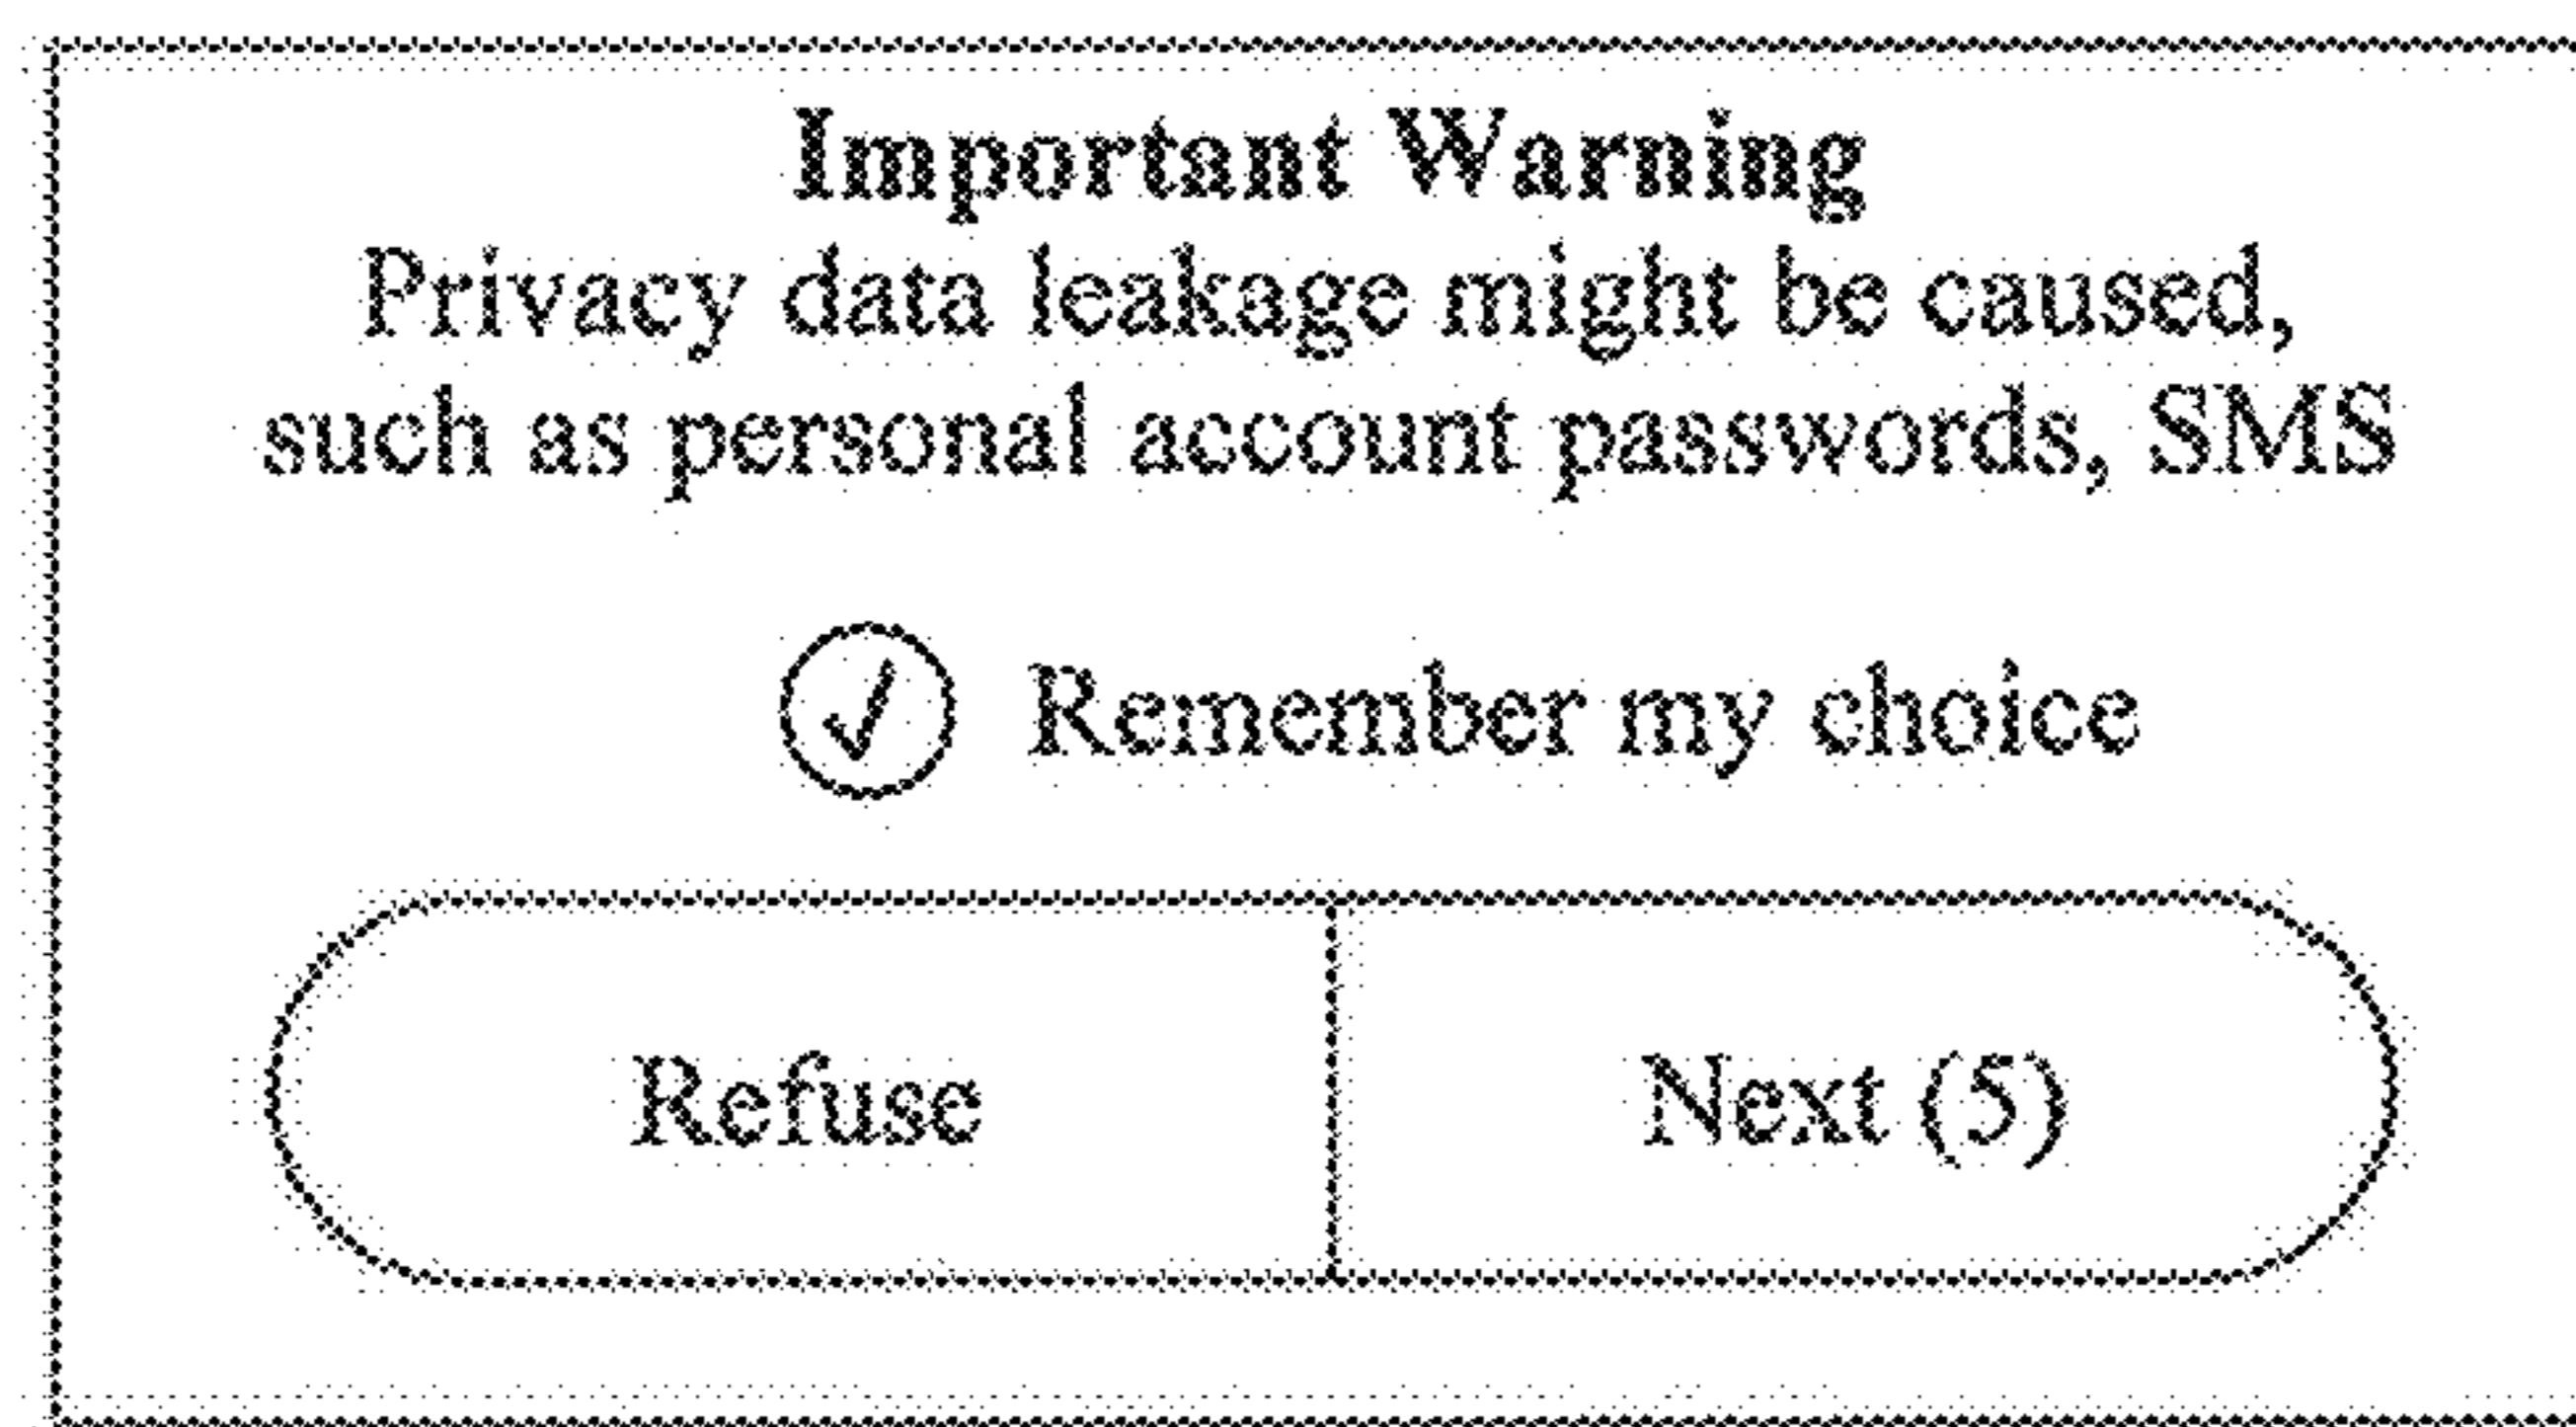 Important Warning
Privacy data leakage might be caused,
such as personal account passwords, SMS
Remember my choice
Refuse
Next (5)